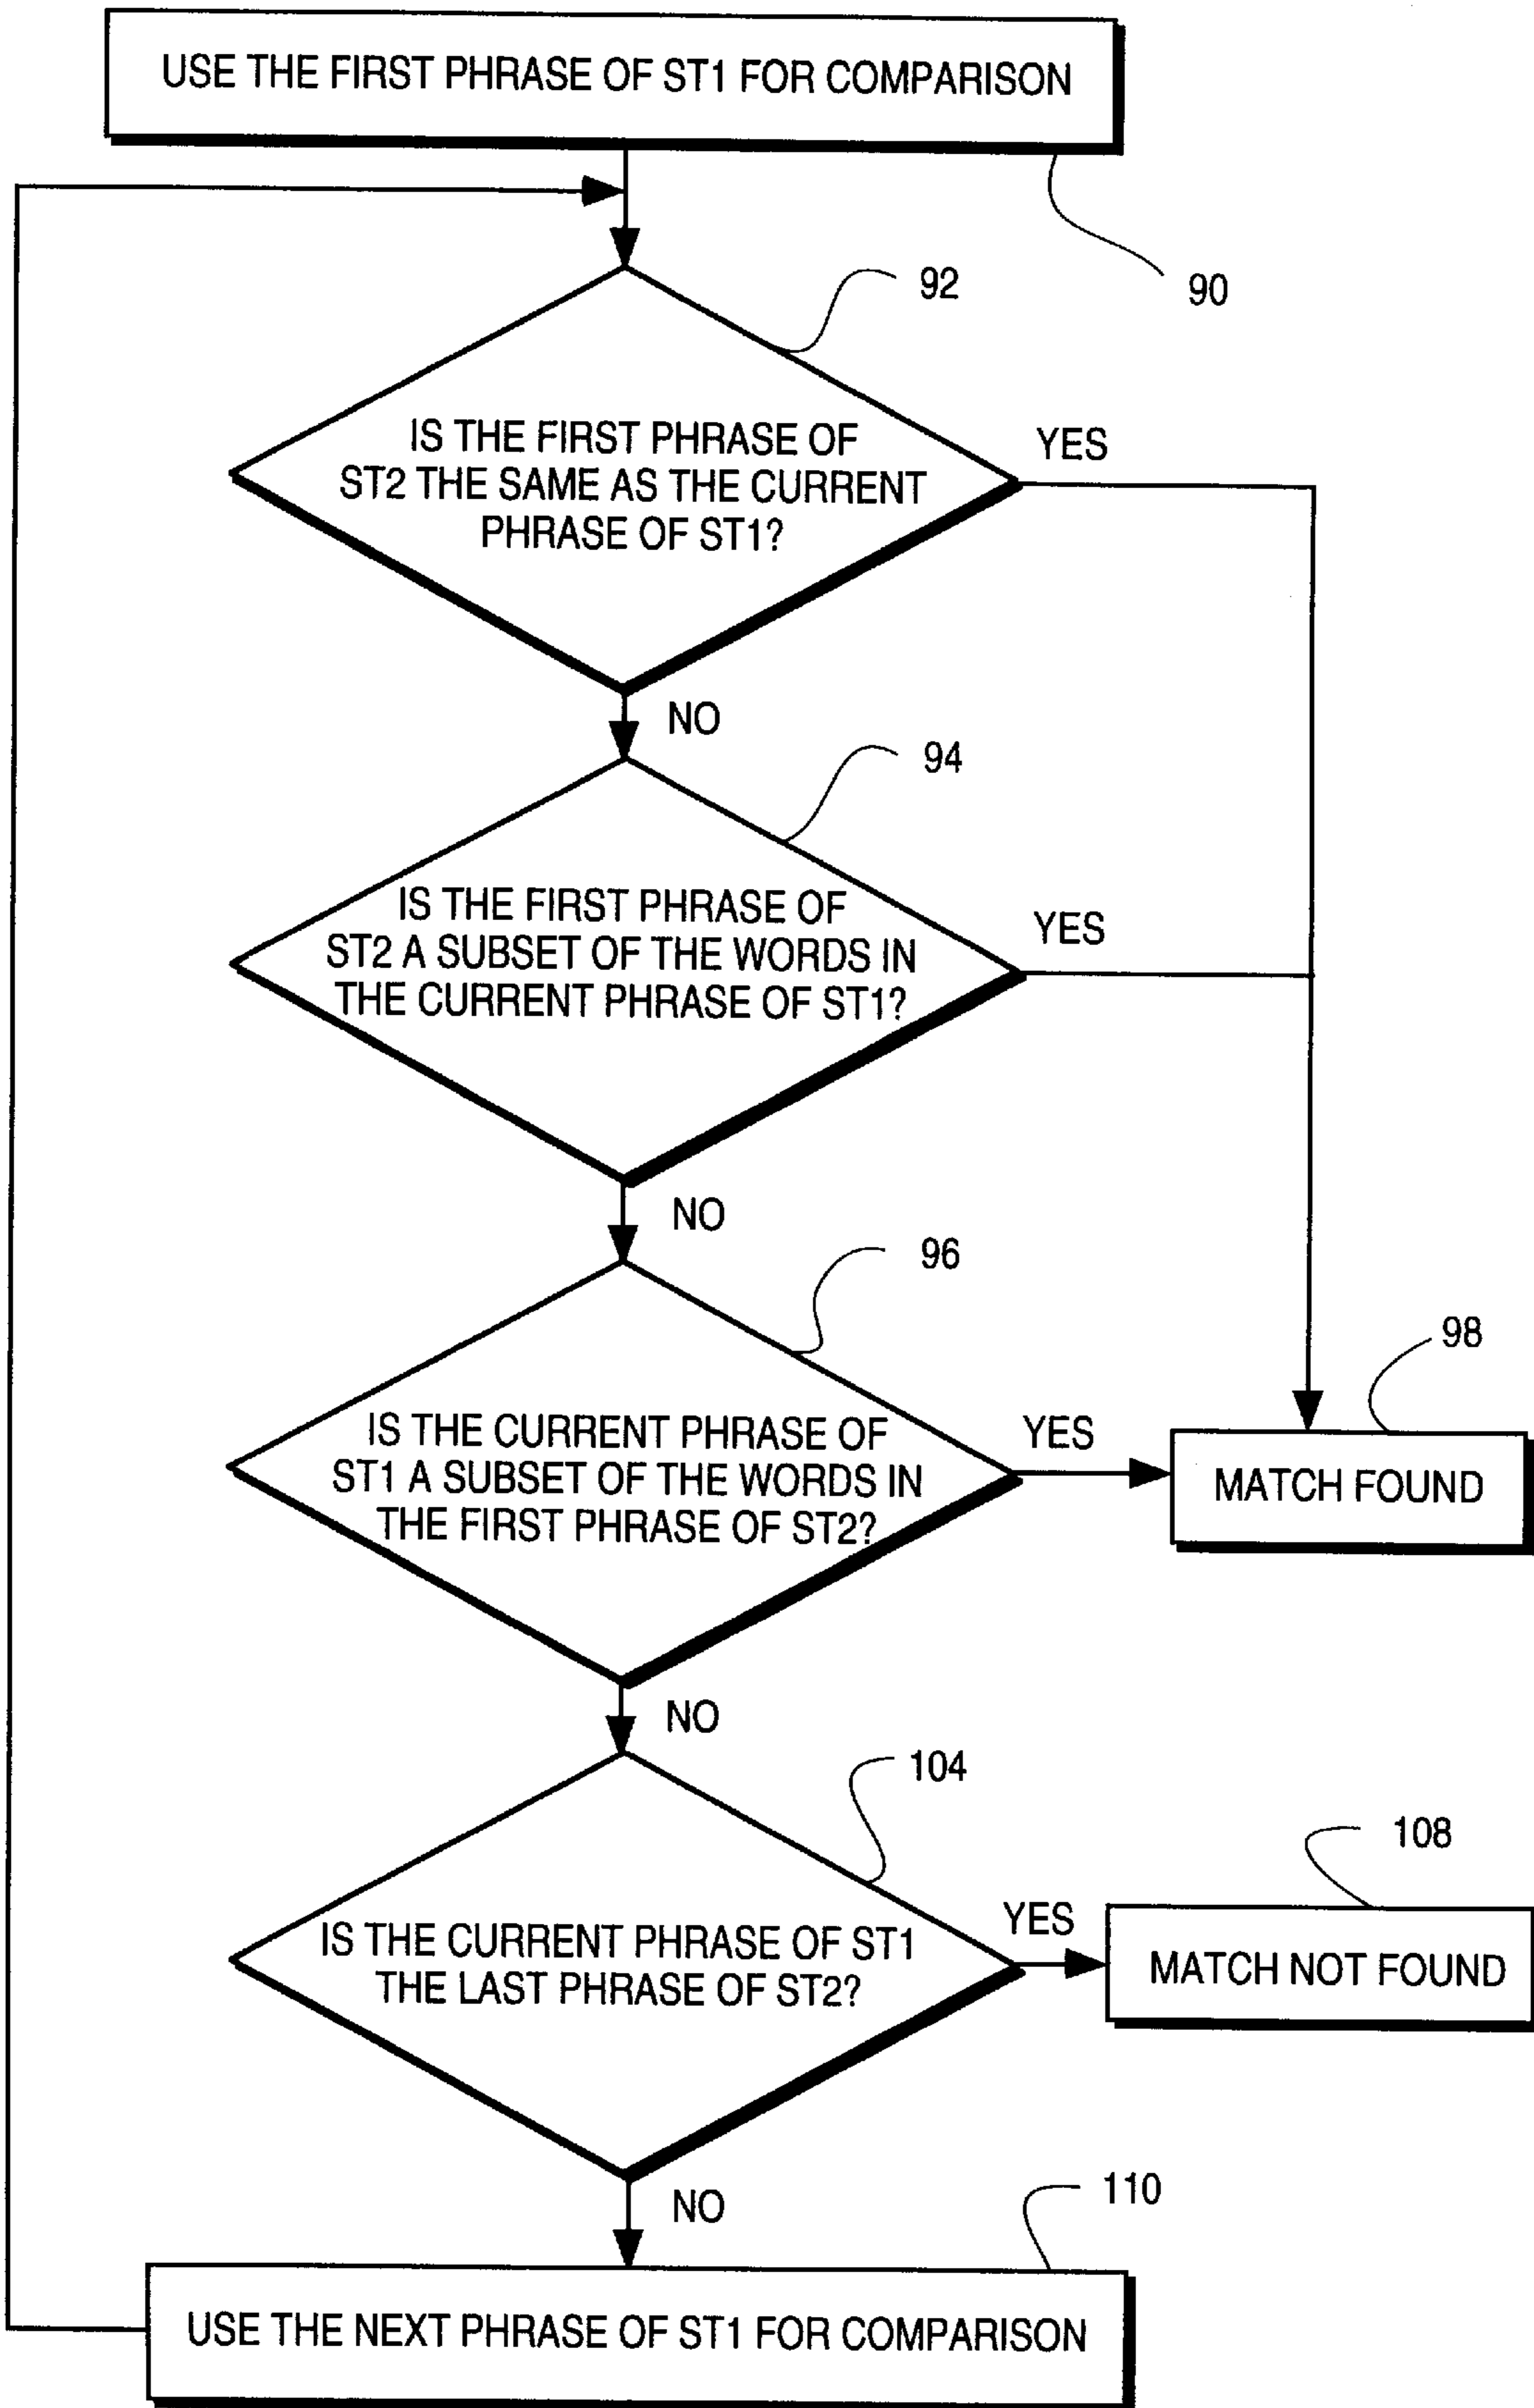 USE THE FIRST PHRASE OF ST1 FOR COMPARISON
90
92
IS THE FIRST PHRASE OF
ST2 THE SAME AS THE CURRENT
PHRASE OF ST1?
YES
NO
94
IS THE FIRST PHRASE OF
ST2 A SUBSET OF THE WORDS IN
THE CURRENT PHRASE OF ST1?
YES
NO
96
IS THE CURRENT PHRASE OF
ST1 A SUBSET OF THE WORDS IN
THE FIRST PHRASE OF ST2?
YES
98
MATCH FOUND
NO
104
IS THE CURRENT PHRASE OF ST1
THE LAST PHRASE OF ST2?
YES
108
MATCH NOT FOUND
NO
110
USE THE NEXT PHRASE OF ST1 FOR COMPARISON